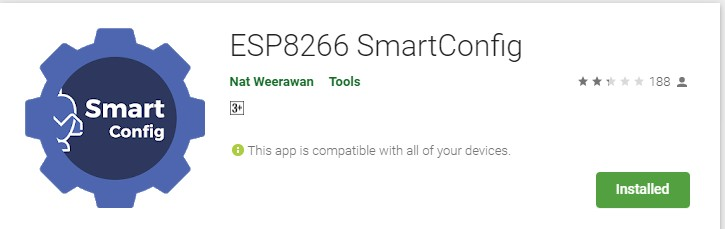 ESP8266 SmartConfig
Nat Weerawan Tools
188
3+
This app is compatible with all of your devices.
Installed
Smart
Config